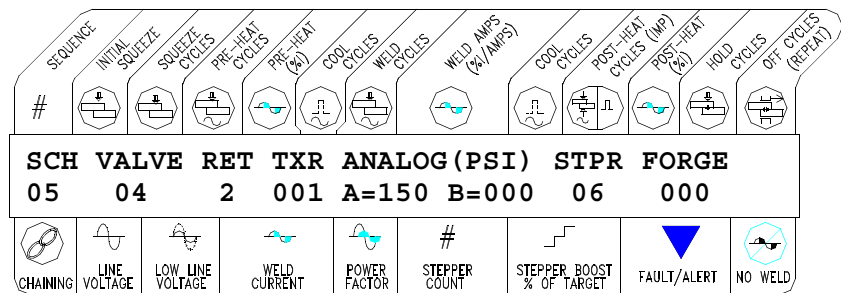 SEQUENCE
INITIAL
SQUEEZE
SQUEEZE
CYCLES
PRE-HEAT
CYCLES
PRE-HEAT
(%)
COOL
CYCLES
WELD
CYCLES
WELD AMPS
(%/AMPS)
COOL
CYCLES
POST-HEAT
CYCLES (IMP)
POST-HEAT
(%)
HOLD
CYCLES
OFF CYCLES
(REPEAT)
#
SCH VALVE RET TXR ANALOG(PSI) STPR FORGE
05 04 2 001 A=150 B=000 06 000
#
CHAINING
LINE
VOLTAGE
LOW LINE
VOLTAGE
WELD
CURRENT
POWER
FACTOR
STEPPER
COUNT
STEPPER BOOST
% OF TARGET
FAULT/ALERT
NO WELD